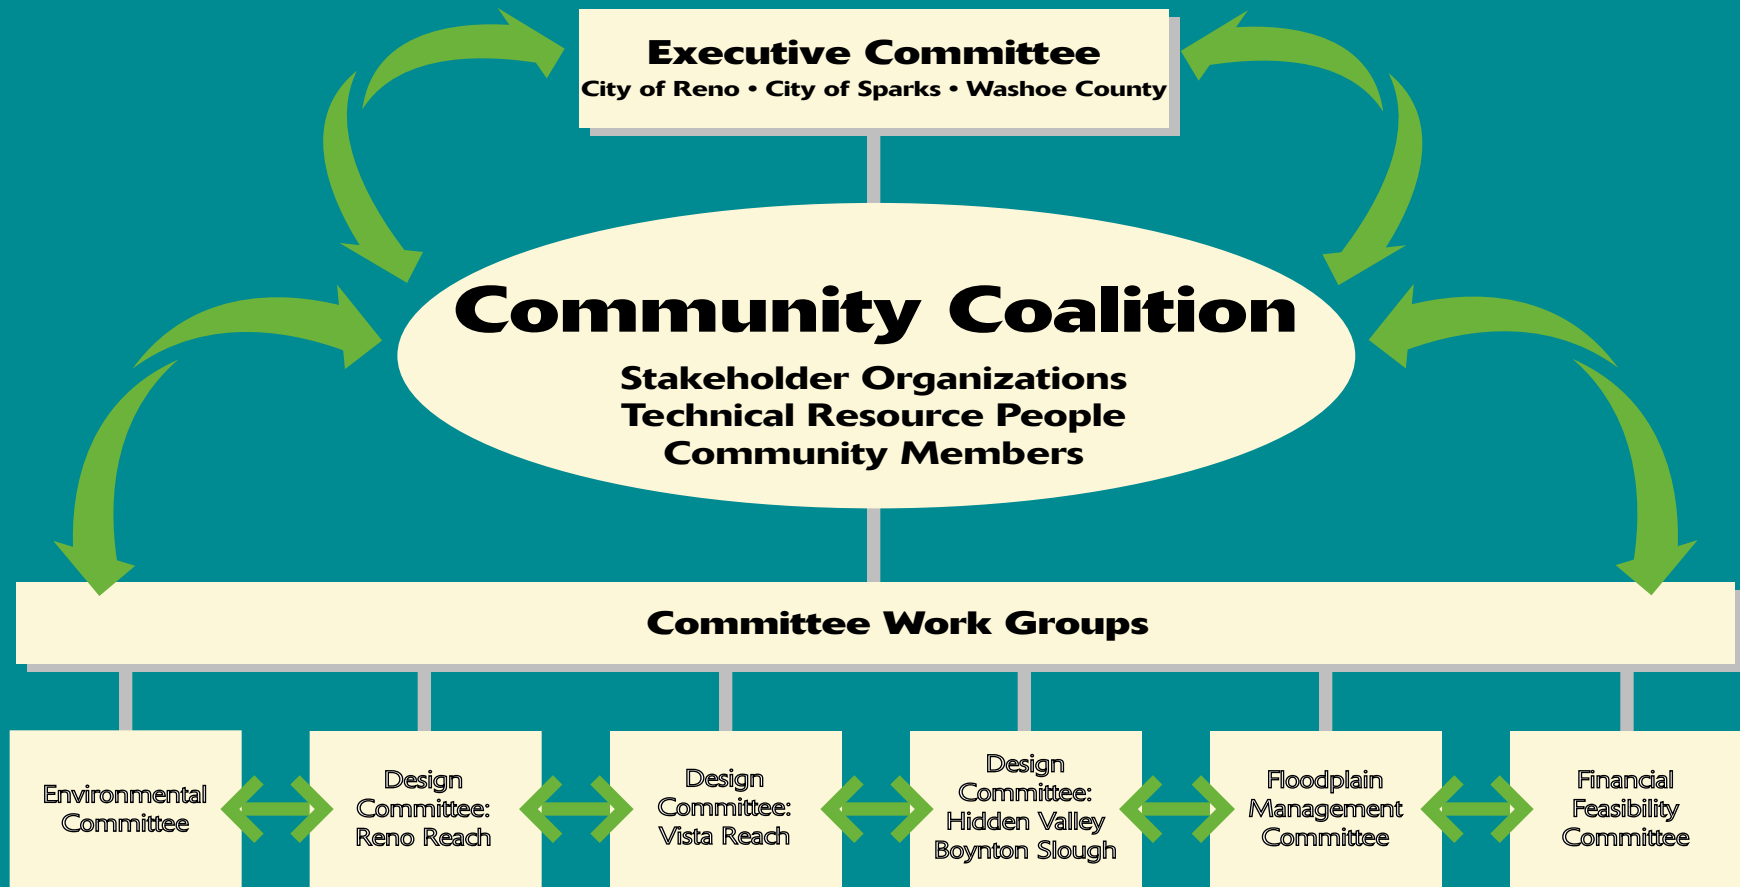 Executive Committee
City of Reno • City of Sparks • Washoe County
Community Coalition
Stakeholder Organizations
Technical Resource People
Community Members
Committee Work Groups
Environmental
Committee
Design
Committee:
Reno Reach
Design
Committee:
Vista Reach
Design
Committee:
Hidden Valley
Boynton Slough
Floodplain
Management
Committee
Financial
Feasibility
Committee